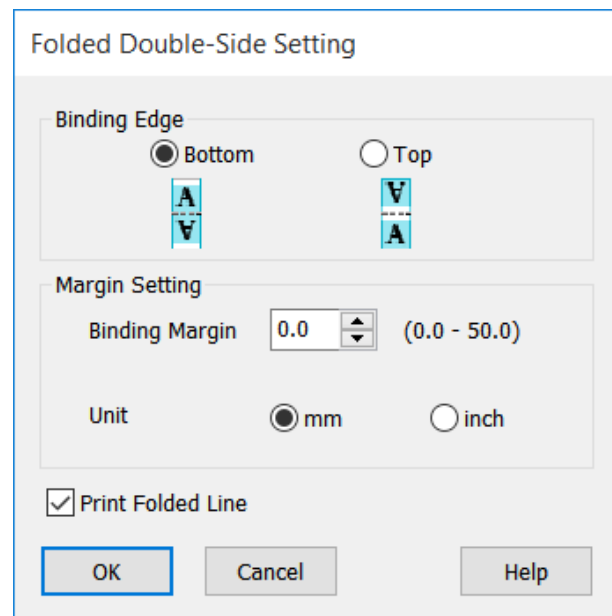 Folded Double-Side Setting
Binding Edge
Bottom Top
A A
A A
Margin Setting
Binding Margin 0.0 (0.0 - 50.0)
Unit mm inch
Print Folded Line
OK Cancel Help